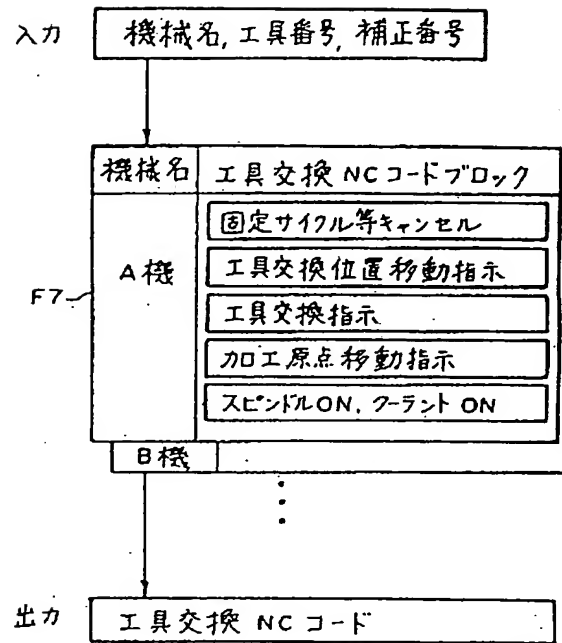 入力 機械名, 工具番号, 補正番号
機械名 工具交換 NCコードブロック
固定サイクル等キャンセル
A機 工具交換位置移動指示
F7
工具交換指示
加工原点移動指示
スピンドルON, クーラント ON
B機
出力 工具交換 NC コード